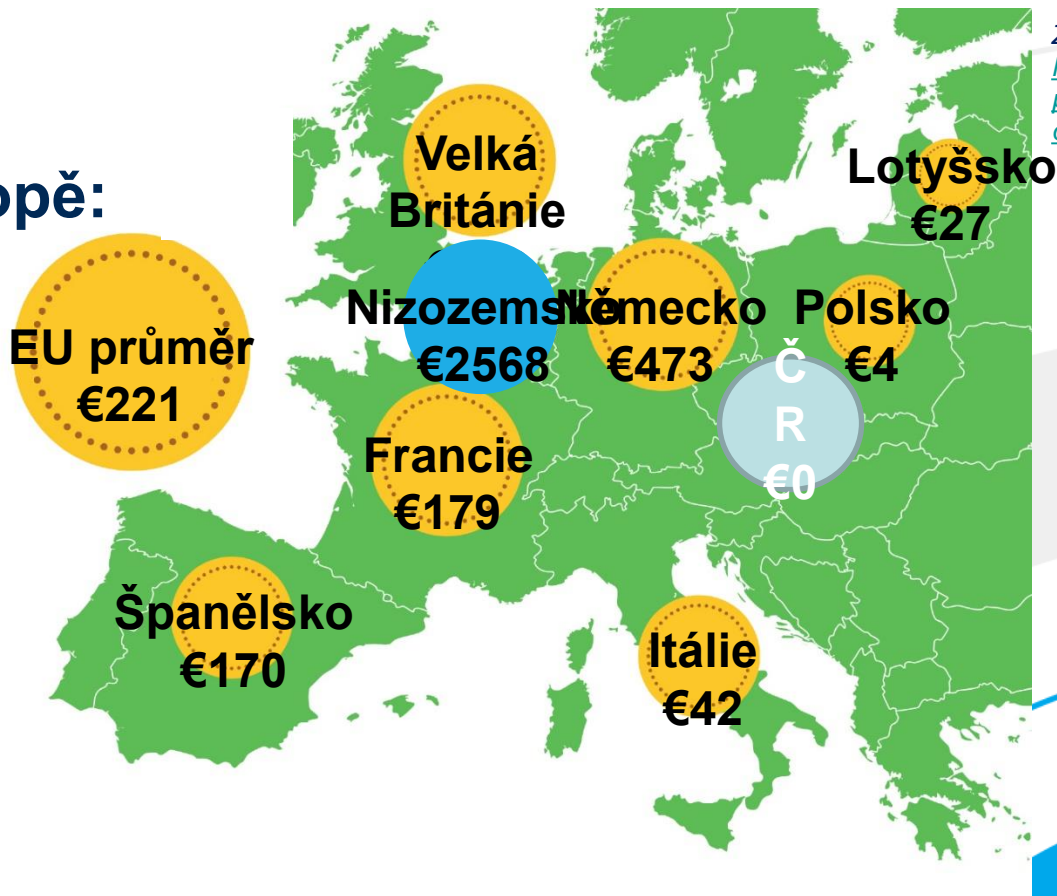 opě:
Velká
Británie
Lotyšsko
€27
EU průměr
€221
Nizozemsko
€2568
Německo
€473
Polsko
€4
Č
R
€0
Francie
€179
Španělsko
€170
Itálie
€42